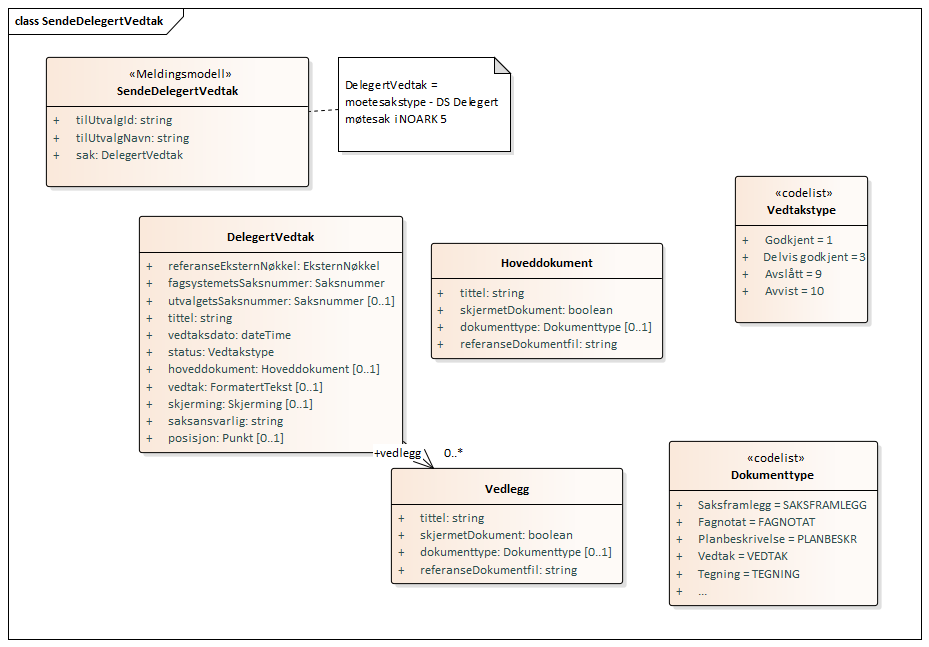 class SendeDelegertVedtak
«Meldingsmodell»
SendeDelegertVedtak
+ tilUtvalgId: string
+ tilUtvalgNavn: string
+ sak: DelegertVedtak
DelegertVedtak =
moetesakstype - DS Delegert
møtesak i NOARK 5
«codelist»
Vedtakstype
+ Godkjent = 1
+ Delvis godkjent = 3
+ Avslått = 9
+ Avvist = 10
DelegertVedtak
+ referanseEksternNøkkel: EksternNøkkel
+ fagsystemetsSaksnummer: Saksnummer
+ utvalgetsSaksnummer: Saksnummer [0..1]
+ tittel: string
+ vedtaksdato: dateTime
+ status: Vedtakstype
+ hoveddokument: Hoveddokument [0..1]
+ vedtak: FormatertTekst [0..1]
+ skjerming: Skjerming [0..1]
+ saksansvarlig: string
+ posisjon: Punkt [0..1]
Hoveddokument
+ tittel: string
+ skjermetDokument: boolean
+ dokumenttype: Dokumenttype [0..1]
+ referanseDokumentfil: string
+vedlegg 0..*
Vedlegg
+ tittel: string
+ skjermetDokument: boolean
+ dokumenttype: Dokumenttype [0..1]
+ referanseDokumentfil: string
«codelist»
Dokumenttype
+ Saksframlegg = SAKSFRAMLEGG
+ Fagnotat = FAGNOTAT
+ Planbeskrivelse = PLANBESKR
+ Vedtak = VEDTAK
+ Tegning = TEGNING
+ ...